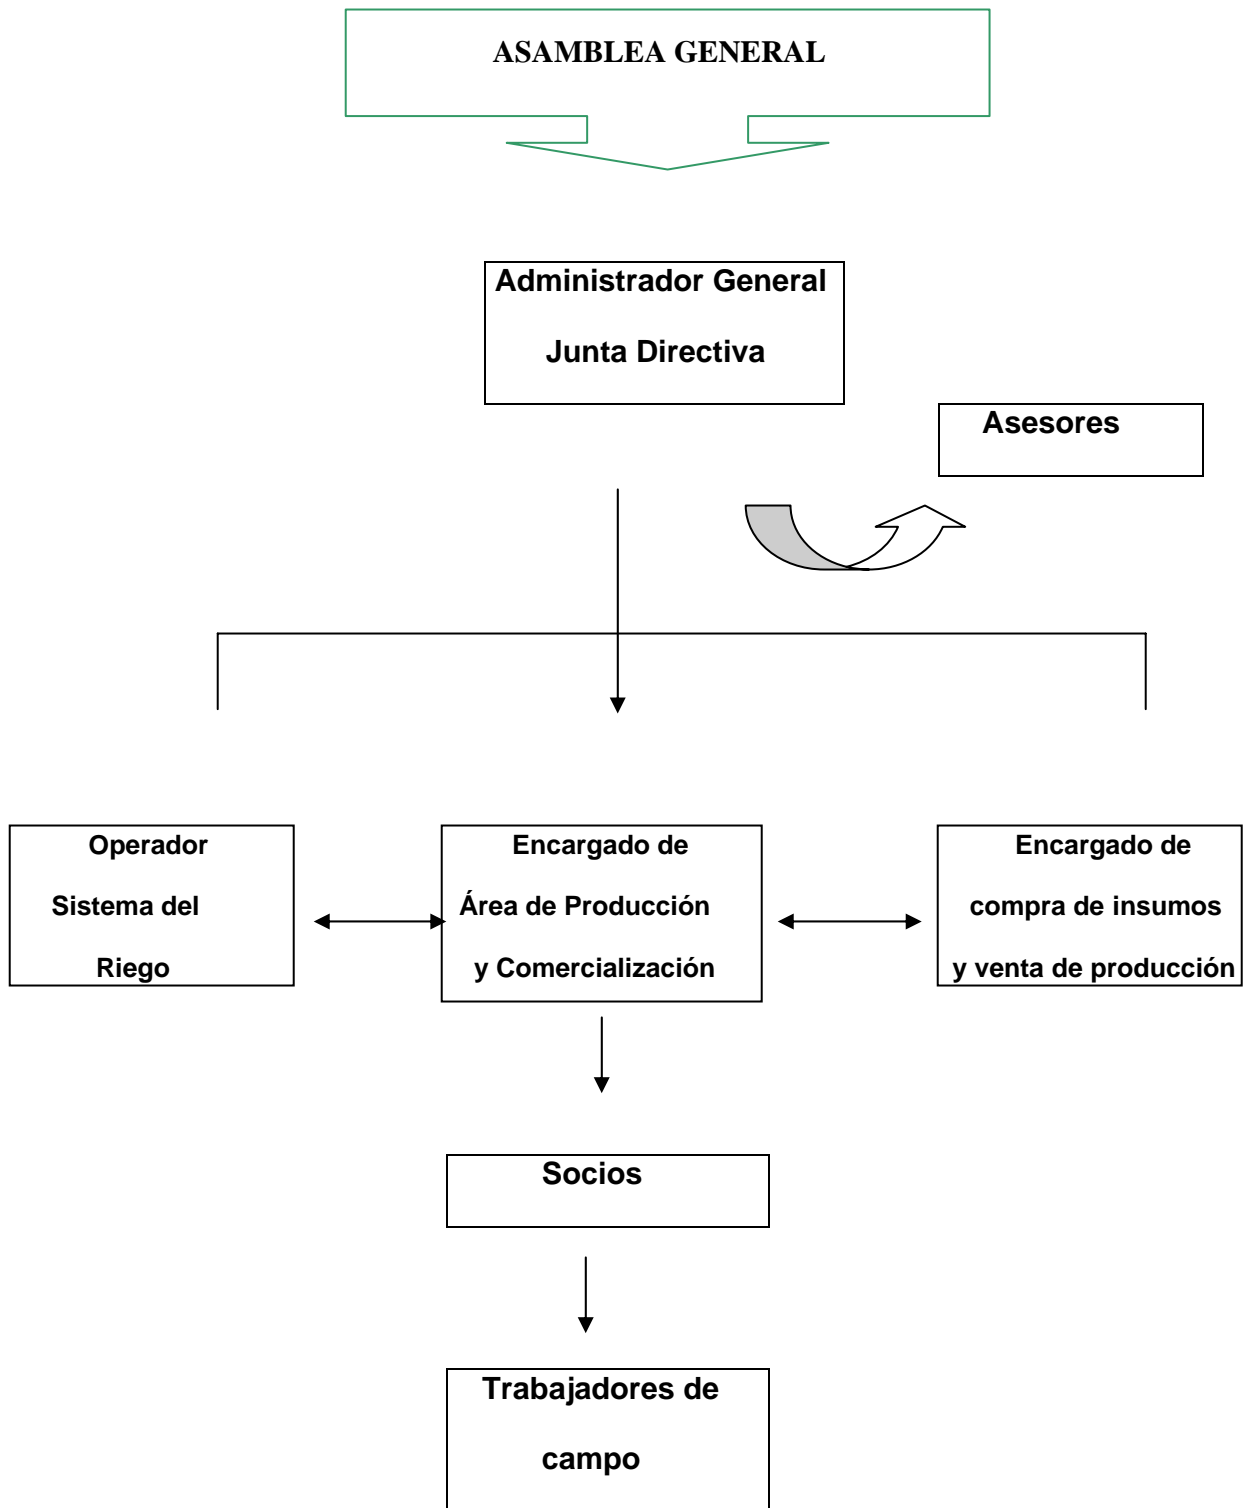 ASAMBLEA GENERAL
Administrador General
Junta Directiva
Asesores
Operador
Sistema del
Riego
Encargado de
Área de Producción
y Comercialización
Encargado de
compra de insumos
y venta de producción
Socios
Trabajadores de
campo